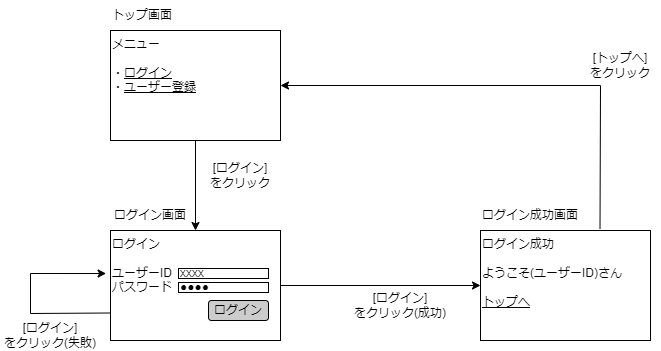 トップ画面
メニュー
・ログイン
・ユーザー登録
[トップへ]
をクリック
[ログイン]
をクリック
ログイン画面
ログイン
ユーザーID XXXX
パスワード ●●●●
ログイン
[ログイン]
をクリック(失敗)
[ログイン]
をクリック(成功)
ログイン成功画面
ログイン成功
ようこそ(ユーザーID)さん
トップへ